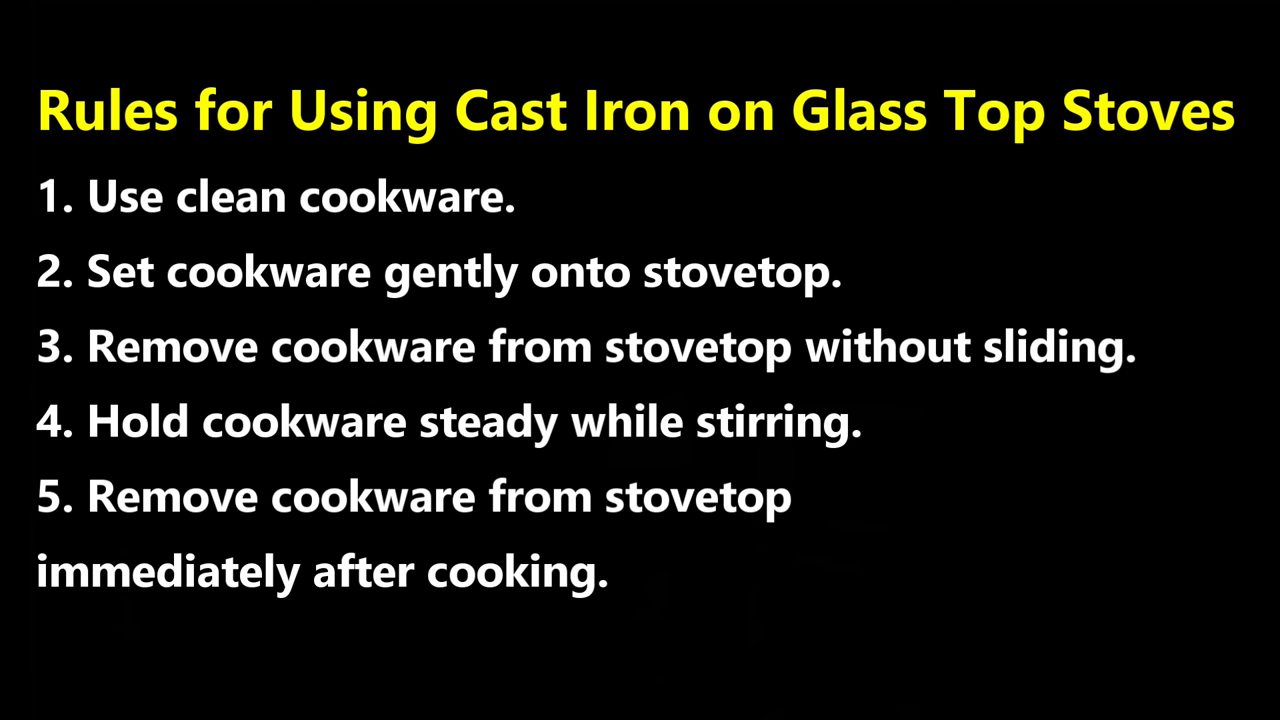 Rules for Using Cast Iron on Glass Top Stoves
1. Use clean cookware.
2. Set cookware gently onto stovetop.
3. Remove cookware from stovetop without sliding.
4. Hold cookware steady while stirring.
5. Remove cookware from stovetop
immediately after cooking.